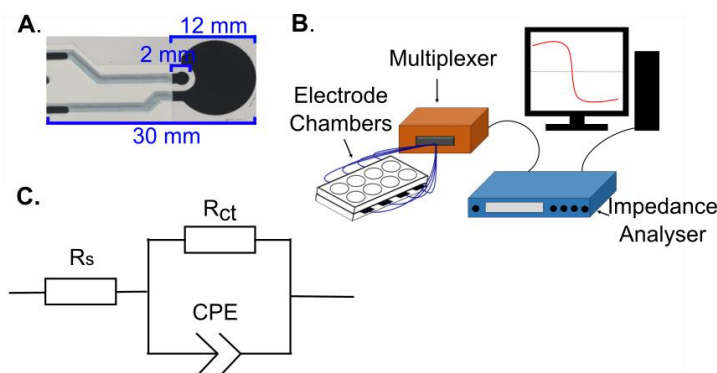 A.
12 mm
2 mm
30 mm
B.
Multiplexer
Electrode
Chambers
Impedance
Analyser
C.
Rct
Rs
CPE